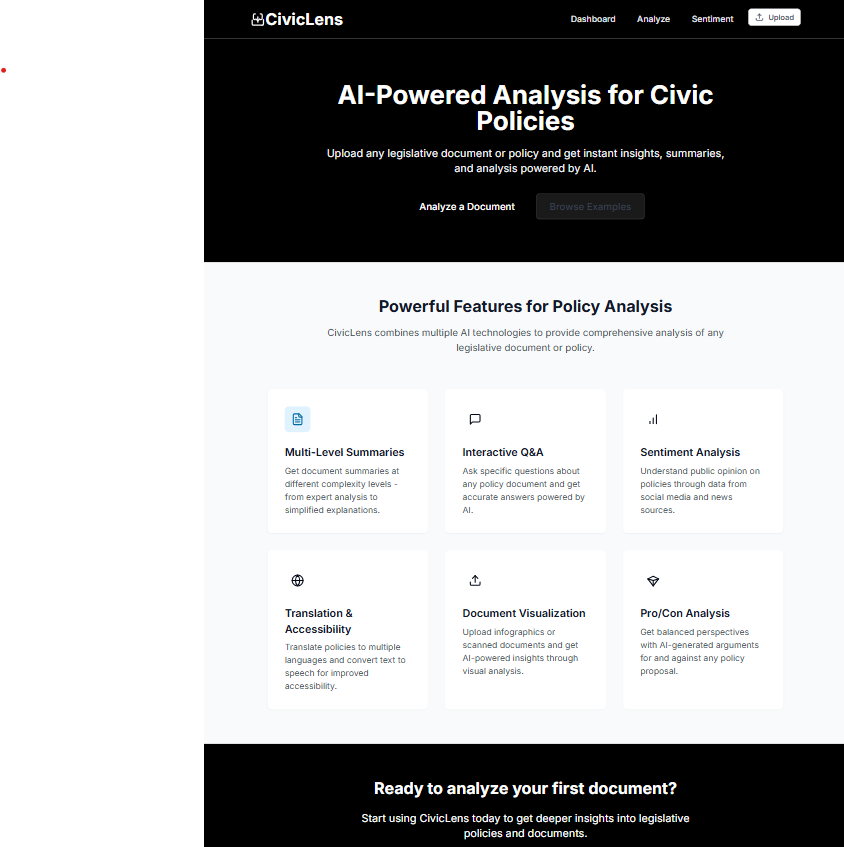 CivicLens
Dashboard
Analyze
Sentiment
Upload
AI-Powered Analysis for Civic
Policies
Upload any legislative document or policy and get instant insights, summaries,
and analysis powered by AI.
Analyze a Document
Browse Examples
Powerful Features for Policy Analysis
CivicLens combines multiple AI technologies to provide comprehensive analysis of any
legislative document or policy.
Multi-Level Summaries
Get document summaries at
different complexity levels -
from expert analysis to
simplified explanations.
Interactive Q&A
Ask specific questions about
any policy document and get
accurate answers powered by
AI.
Sentiment Analysis
Understand public opinion on
policies through data from
social media and news
sources.
Translation &
Accessibility
Translate policies to multiple
languages and convert text to
speech for improved
accessibility.
Document Visualization
Upload infographics or
scanned documents and get
AI-powered insights through
visual analysis.
Pro/Con Analysis
Get balanced perspectives
with AI-generated arguments
for and against any policy
proposal.
Ready to analyze your first document?
Start using CivicLens today to get deeper insights into legislative
policies and documents.